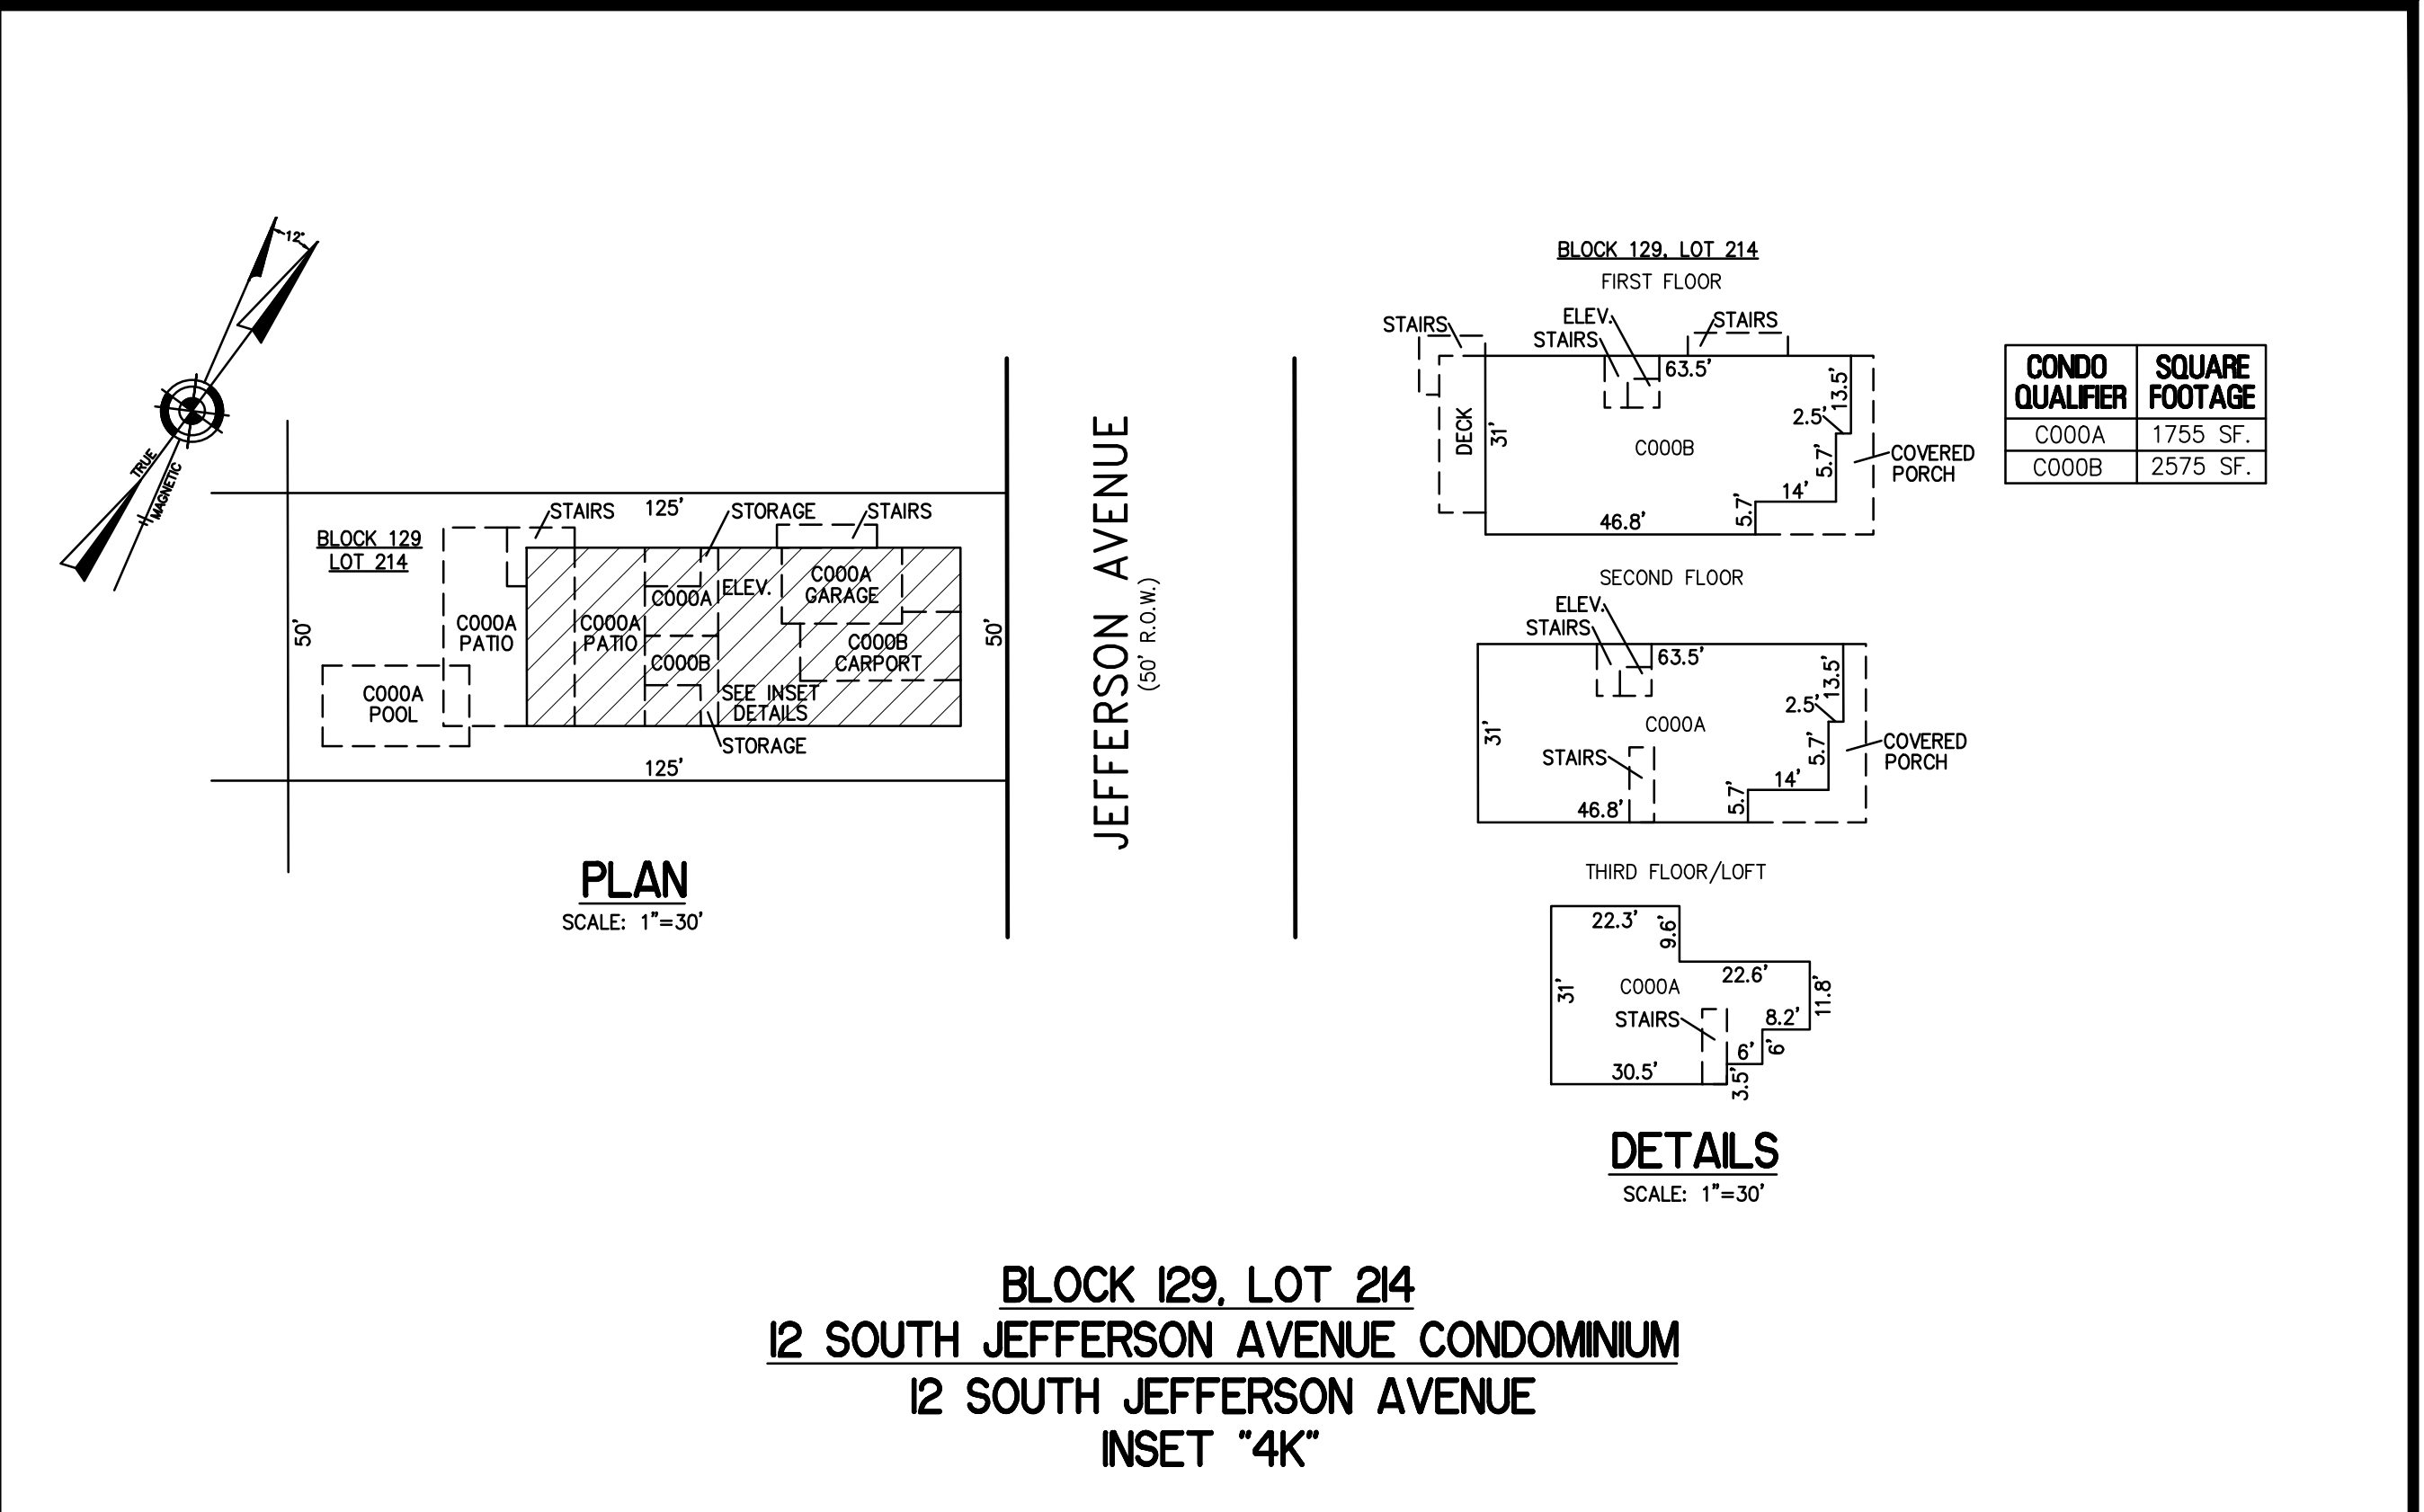 12°
TRUE
MAGNETIC
BLOCK 129
LOT 214
STAIRS
125'
STORAGE
STAIRS
50'
C000A
PATIO
C000A
PATIO
C000A
ELEV.
C000A
GARAGE
C000B
C000B
CARPORT
50'
C000A
POOL
SEE INSET
DETAILS
STORAGE
125'
PLAN
SCALE: 1"=30'
JEFFERSON AVENUE
(50' R.O.W.)
BLOCK 129, LOT 214
FIRST FLOOR
STAIRS
ELEV.
STAIRS
STAIRS
63.5'
13.5'
2.5'
DECK
31'
C000B
5.7'
COVERED
PORCH
14'
5.7'
46.8'
SECOND FLOOR
ELEV.
STAIRS
63.5'
13.5'
2.5'
31'
C000A
5.7'
COVERED
PORCH
STAIRS
14'
5.7'
46.8'
THIRD FLOOR/LOFT
22.3'
9.6'
22.6'
31'
C000A
11.8'
STAIRS
8.2'
6'
6'
30.5'
3.5'
DETAILS
SCALE: 1"=30'
CONDO QUALIFIER SQUARE FOOTAGE
C000A 1755 SF.
C000B 2575 SF.
BLOCK 129, LOT 214
12 SOUTH JEFFERSON AVENUE CONDOMINIUM
12 SOUTH JEFFERSON AVENUE
INSET "4K"